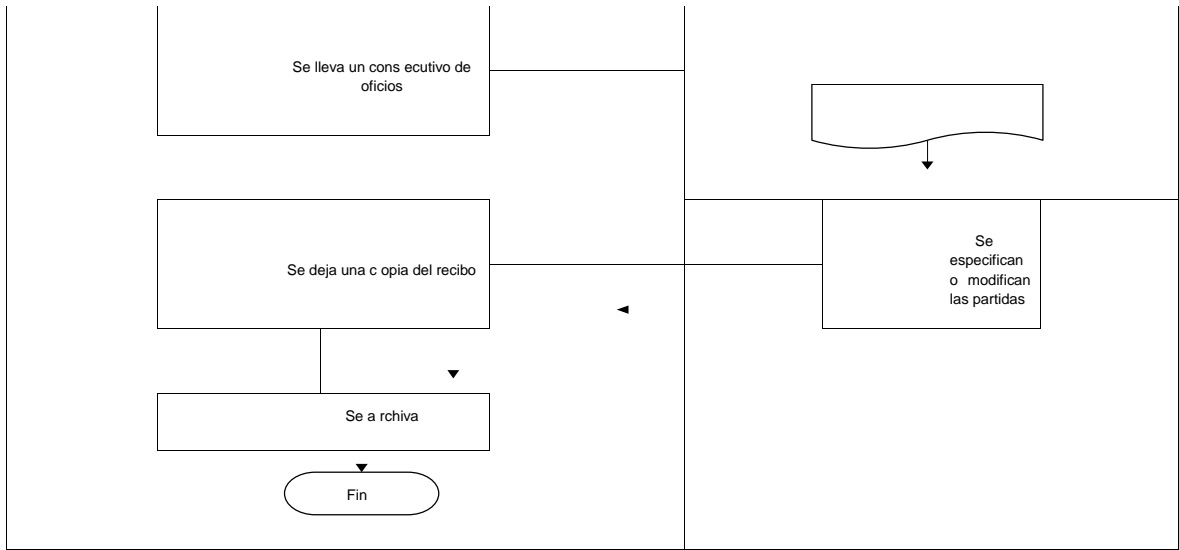 Se lleva un cons ecutivo de
oficios
Se deja una c opia del recibo
Se
especifican
o modifican
las partidas
Se a rchiva
Fin